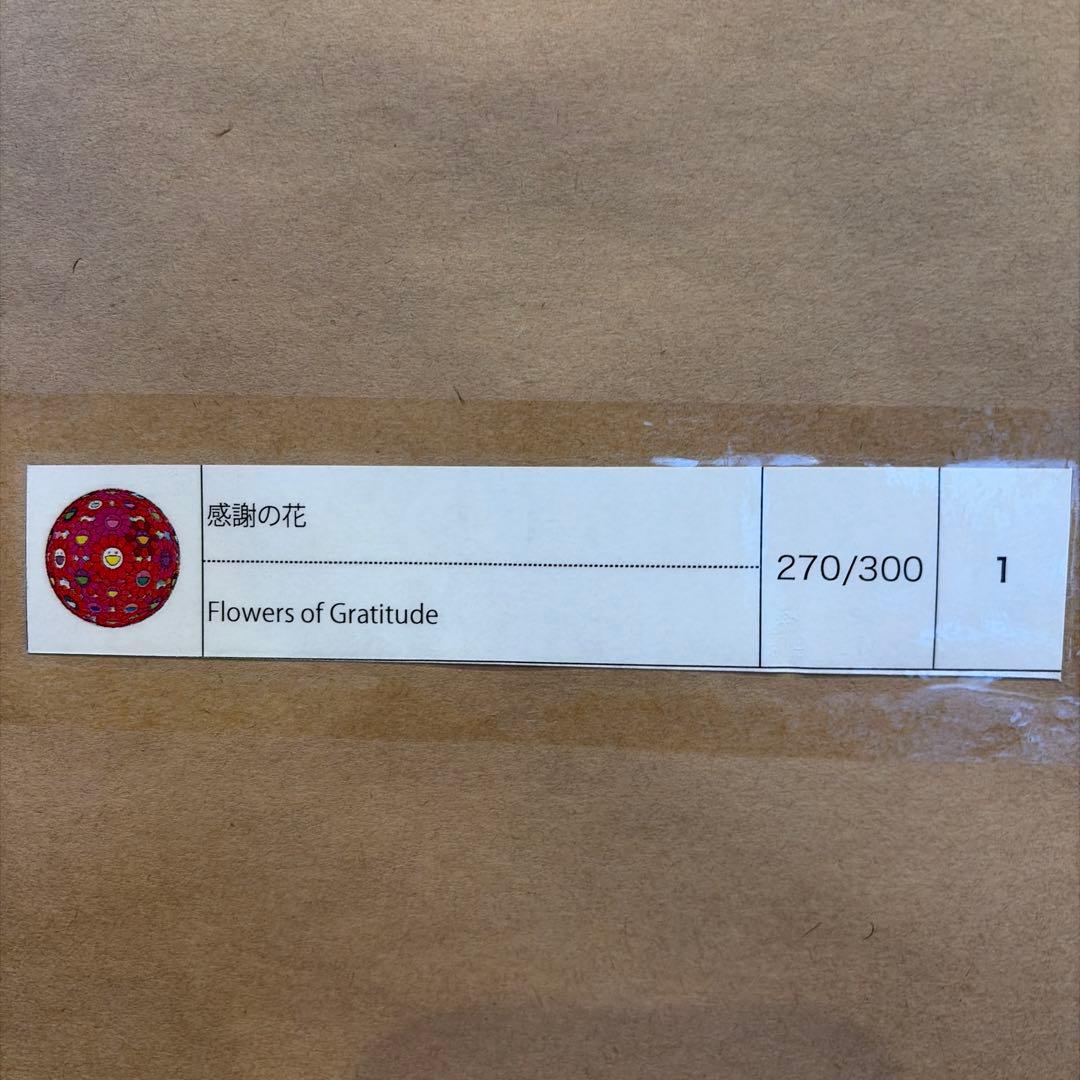 感謝の花
Flowers of Gratitude
270/300
1